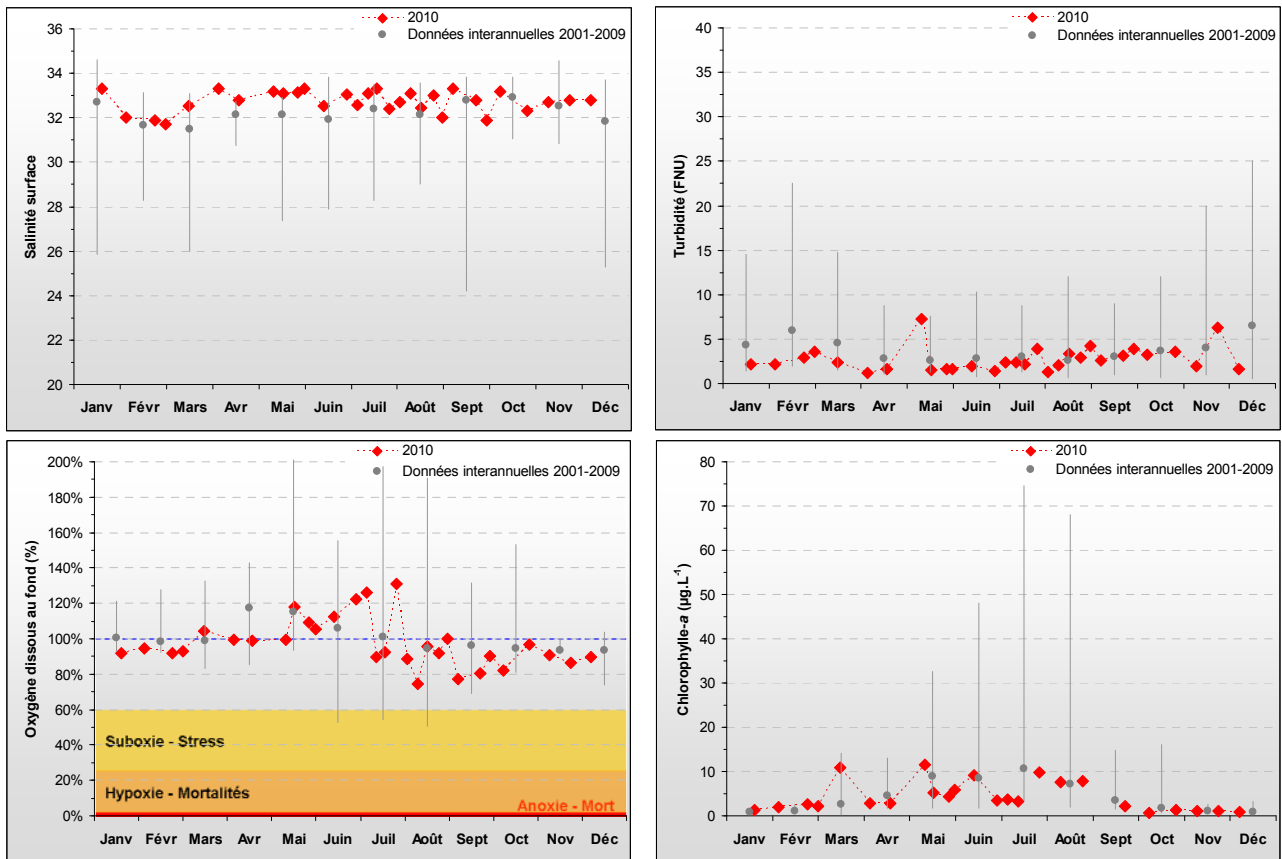 2010
Données interannuelles 2001-2009
Salinité surface
36
34
32
30
28
26
24
22
20
Janv Févr Mars Avr Mai Juin Juil Août Sept Oct Nov Déc
2010
Données interannuelles 2001-2009
Turbidité (FNU)
40
35
30
25
20
15
10
5
0
Janv Févr Mars Avr Mai Juin Juil Août Sept Oct Nov Déc
2010
Données interannuelles 2001-2009
Oxygène dissous au fond (%)
200%
180%
160%
140%
120%
100%
80%
60%
40%
20%
0%
Suboxie - Stress
Hypoxie - Mortalités
Anoxie - Mort
Janv Févr Mars Avr Mai Juin Juil Août Sept Oct Nov Déc
2010
Données interannuelles 2001-2009
Chlorophylle-a (µg.L⁻¹)
80
70
60
50
40
30
20
10
0
Janv Févr Mars Avr Mai Juin Juil Août Sept Oct Nov Déc